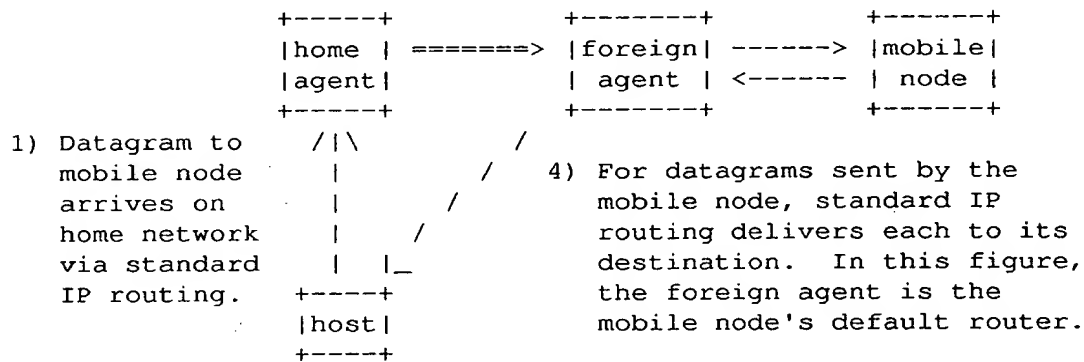 +-----+          +-------+          +------+
|home | =======> |foreign| ------> |mobile|
|agent|          | agent | <------ | node |
+-----+          +-------+          +------+
1) Datagram to    /|\            /
mobile node       |           /   4) For datagrams sent by the
arrives on        |         /        mobile node, standard IP
home network      |       /          routing delivers each to its
via standard      |   |_             destination.  In this figure,
IP routing.    +----+                the foreign agent is the
|host|                mobile node's default router.
+----+